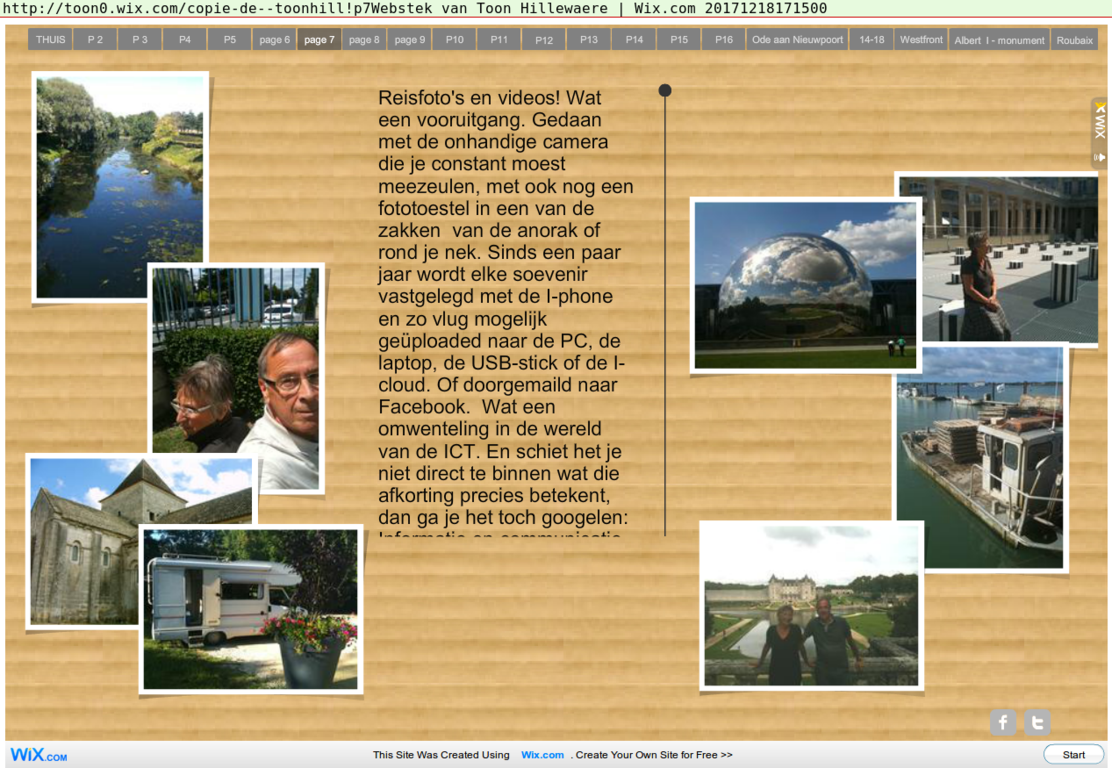 http://toon0.wix.com/copie-de--toonhill!p7Webstek van Toon Hillewaere | Wix.com 20171218171500
THUIS P 2 P 3 P4 P5 page 6 page 7 page 8 page 9 P10 P11 P12 P13 P14 P15 P16 Ode aan Nieuwpoort 14-18 Westfront Albert I - monument Roubaix
Reisfoto's en videos! Wat
een vooruitgang. Gedaan
met de onhandige camera
die je constant moest
meezeulen, met ook nog een
fototoestel in een van de
zakken van de anorak of
rond je nek. Sinds een paar
jaar wordt elke soevenir
vastgelegd met de I-phone
en zo vlug mogelijk
geüploaded naar de PC, de
laptop, de USB-stick of de I-
cloud. Of doorgemaild naar
Facebook. Wat een
omwenteling in de wereld
van de ICT. En schiet het je
niet direct te binnen wat die
afkorting precies betekent,
dan ga je het toch googelen:
Informatie en communicatie
WiX
WiX.COM
This Site Was Created Using Wix.com . Create Your Own Site for Free >>
Start